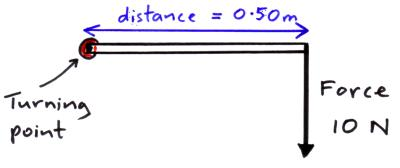 distance = 0.50m
Turning
point
Force
10 N